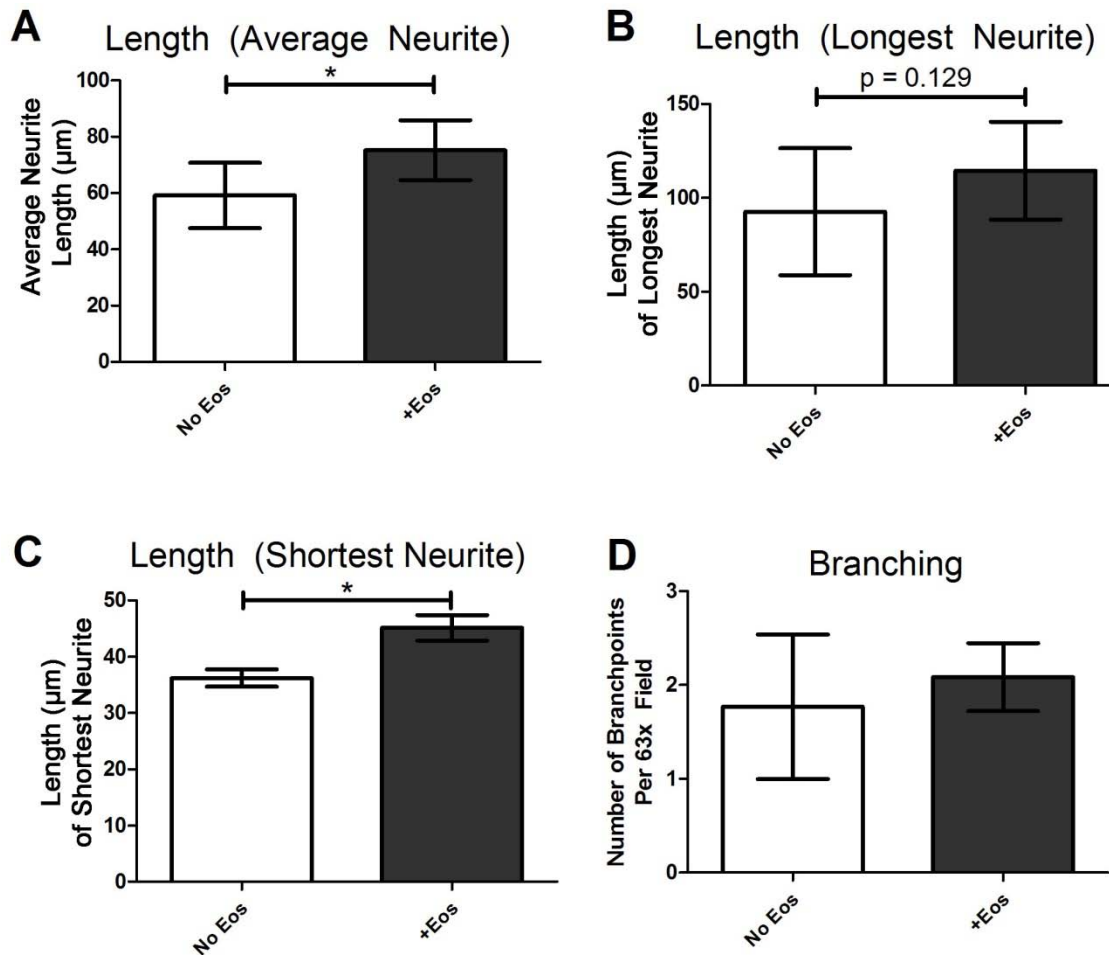 A
Length (Average Neurite)
*
Average Neurite
Length (µm)
100
80
60
40
20
0
No Eos
+Eos
B
Length (Longest Neurite)
p = 0.129
Length (µm)
of Longest Neurite
150
100
50
0
No Eos
+Eos
C
Length (Shortest Neurite)
*
Length (µm)
of Shortest Neurite
50
40
30
20
10
0
No Eos
+Eos
D
Branching
Number of Branchpoints
Per 63x Field
3
2
1
0
No Eos
+Eos